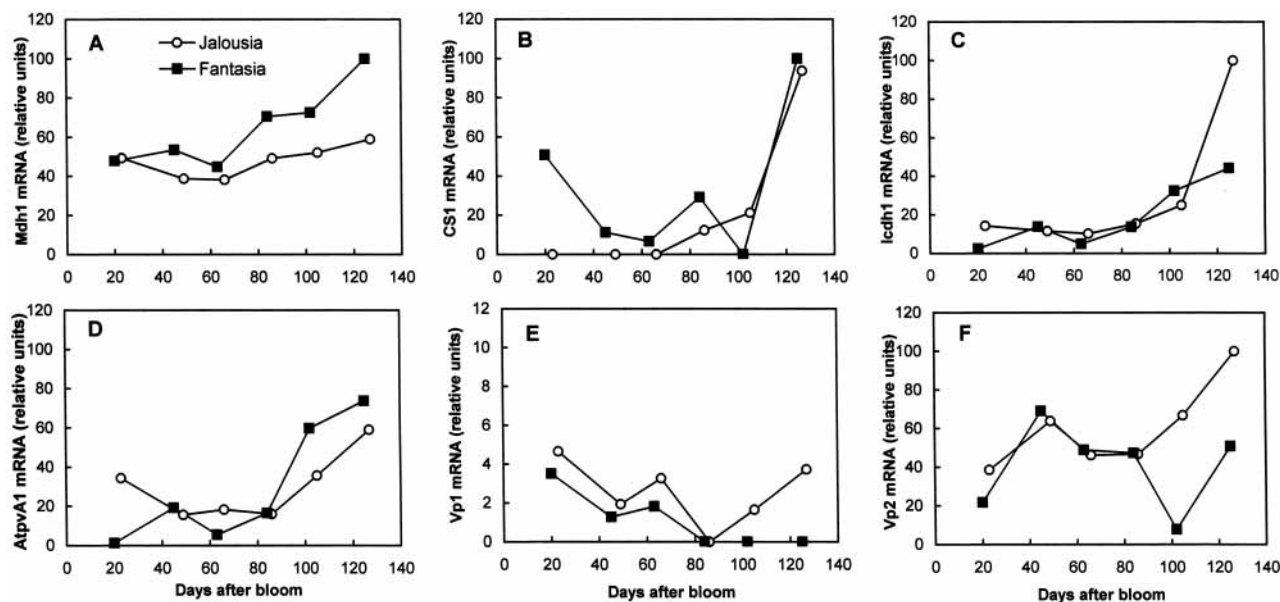 A
Jalousia
Fantasia
Mdh1 mRNA (relative units)
120
100
80
60
40
20
0
0 20 40 60 80 100 120 140
B
CS1 mRNA (relative units)
120
100
80
60
40
20
0
0 20 40 60 80 100 120 140
C
Icdh1 mRNA (relative units)
120
100
80
60
40
20
0
0 20 40 60 80 100 120 140
D
AtpvA1 mRNA (relative units)
120
100
80
60
40
20
0
0 20 40 60 80 100 120 140
Days after bloom
E
Vp1 mRNA (relative units)
12
10
8
6
4
2
0
0 20 40 60 80 100 120 140
Days after bloom
F
Vp2 mRNA (relative units)
120
100
80
60
40
20
0
0 20 40 60 80 100 120 140
Days after bloom